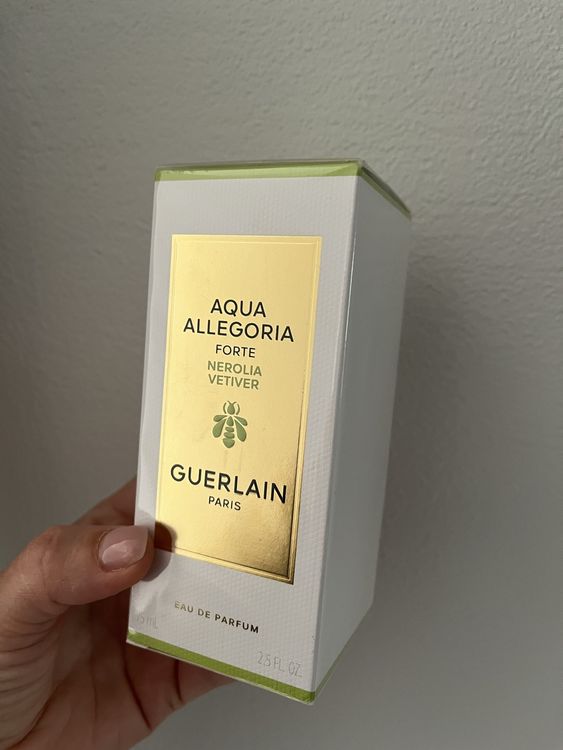 AQUA
ALLEGORIA
FORTE
NEROLIA
VETIVER
GUERLAIN
PARIS
EAU DE PARFUM
2.5 FL. OZ.